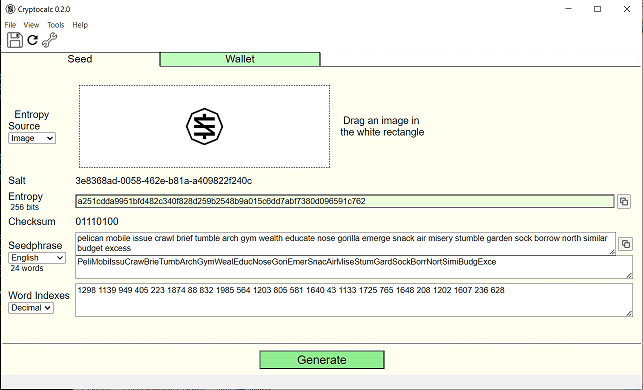 Cryptocalc 0.2.0
File View Tools Help
Seed Wallet
Entropy
Source
Image
Drag an image in
the white rectangle
Salt 3e8368ad-0058-462e-b81a-a409822f240c
Entropy
256 bits
a251cdda9951bfd482c340f828d259b2548b9a015c6dd7abf7380d096591c762
Checksum 01110100
Seedphrase
English
24 words
pelican mobile issue crawl brief tumble arch gym wealth educate nose gorilla emerge snack air misery stumble garden sock borrow north similar
budget excess
PeliMobiIssuCrawBrieTumbArchGymWealEducNoseGoriEmerSnacAirMiseStumGardSockBorrNortSimiBudgExce
Word Indexes
Decimal
1298 1139 949 405 223 1874 88 832 1985 564 1203 805 581 1640 43 1133 1725 765 1648 208 1202 1607 236 628
Generate